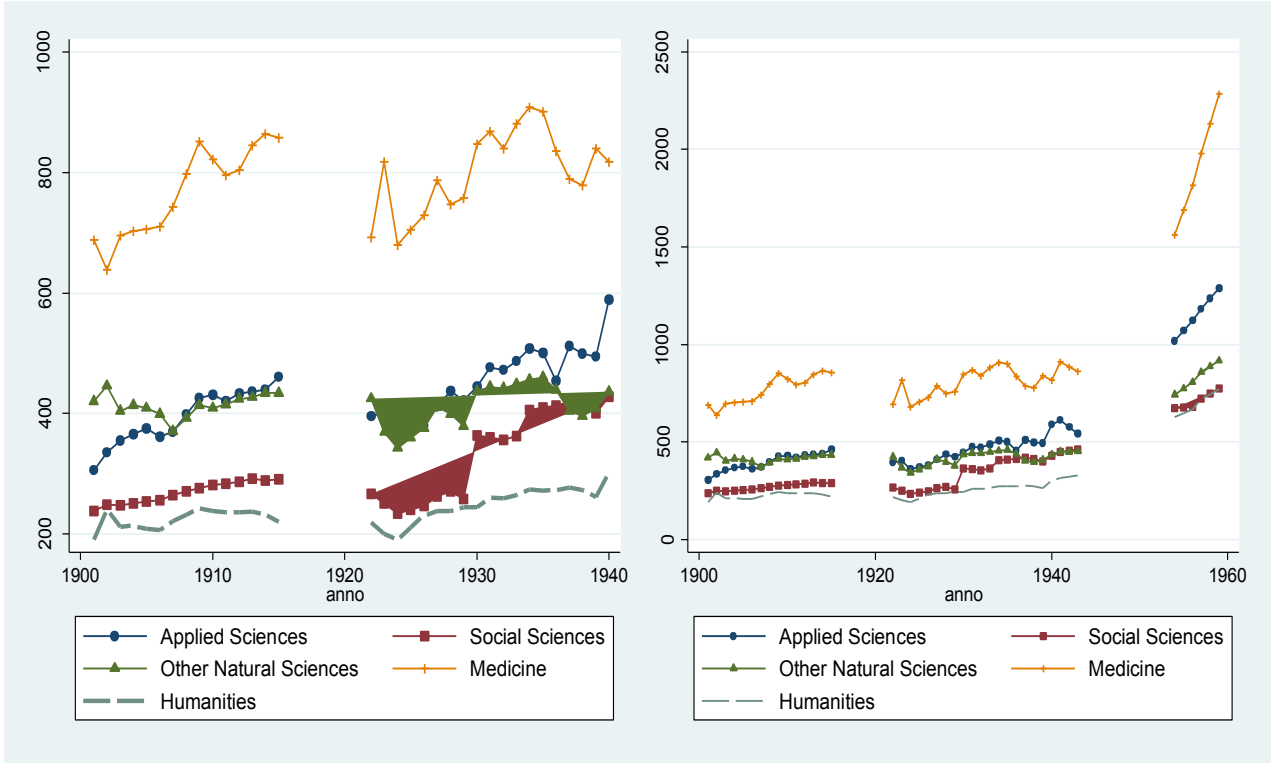 1000
800
600
400
200
1900 1910 1920 1930 1940
anno
Applied Sciences Social Sciences
Other Natural Sciences Medicine
Humanities
2500
2000
1500
1000
500
0
1900 1920 1940 1960
anno
Applied Sciences Social Sciences
Other Natural Sciences Medicine
Humanities